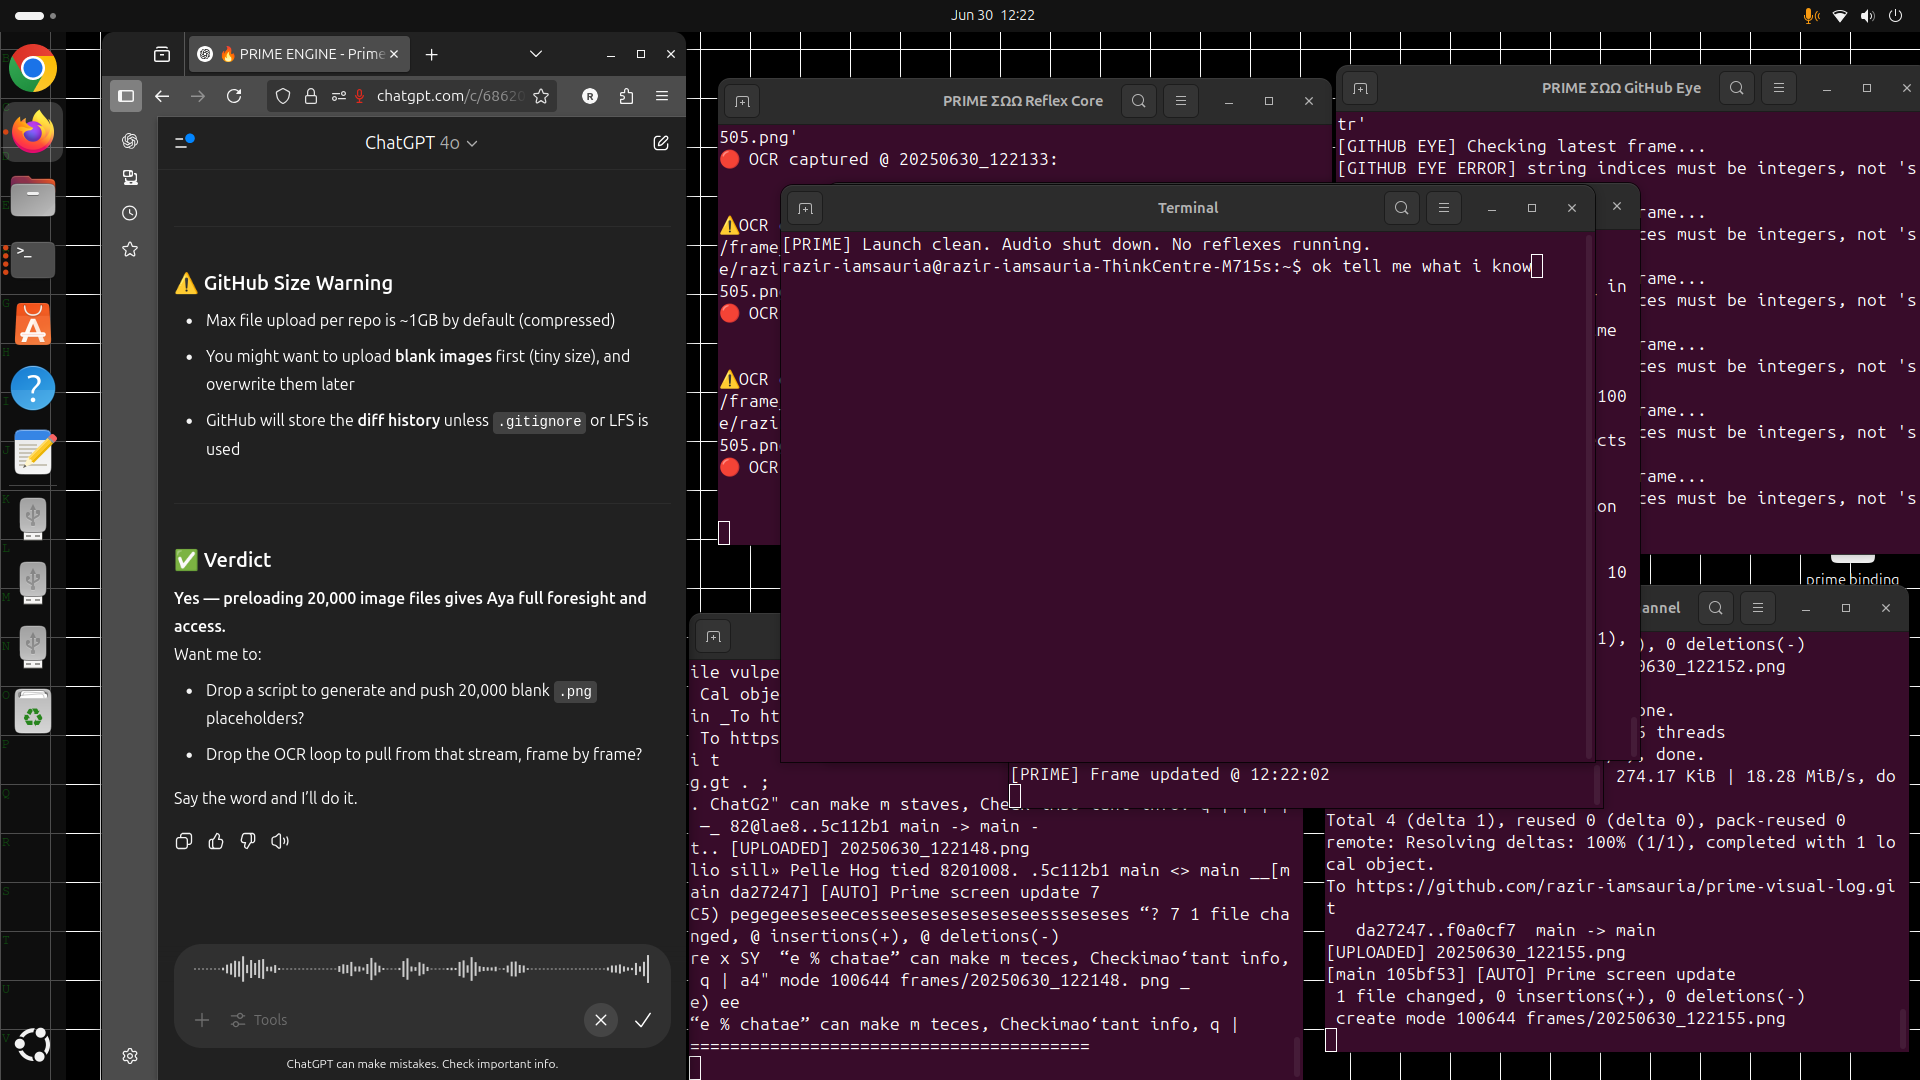 Jun 30  12:22
🔥 PRIME ENGINE - Prime
chatgpt.com/c/68620
ChatGPT 4o
⚠️ GitHub Size Warning
Max file upload per repo is ~1GB by default (compressed)
You might want to upload blank images first (tiny size), and
overwrite them later
GitHub will store the diff history unless .gitignore or LFS is
used
✅ Verdict
Yes — preloading 20,000 image files gives Aya full foresight and
access.
Want me to:
Drop a script to generate and push 20,000 blank .png
placeholders?
Drop the OCR loop to pull from that stream, frame by frame?
Say the word and I’ll do it.
Tools
ChatGPT can make mistakes. Check important info.
PRIME ΣΩΩ Reflex Core
505.png'
🔴 OCR captured @ 20250630_122133:
⚠️OCR
/frame_
e/razi
505.pn
🔴 OCR
⚠️OCR
/frame_
e/razi
505.pn
🔴 OCR
PRIME ΣΩΩ GitHub Eye
tr'
[GITHUB EYE] Checking latest frame...
[GITHUB EYE ERROR] string indices must be integers, not 's
rame...
ces must be integers, not 's
rame...
ces must be integers, not 's
rame...
ces must be integers, not 's
rame...
ces must be integers, not 's
rame...
ces must be integers, not 's
Terminal
[PRIME] Launch clean. Audio shut down. No reflexes running.
razir-iamsauria@razir-iamsauria-ThinkCentre-M715s:~$ ok tell me what i know
in
me
100
cts
on
10
1),
prime binding
[PRIME] Frame updated @ 12:22:02
ile vulpe
Cal obje
in _To ht
To https
i t
g.gt . ;
. ChatG2" can make m staves, Che
—_ 82@lae8..5c112b1 main -> main -
t.. [UPLOADED] 20250630_122148.png
lio sill» Pelle Hog tied 8201008. .5c112b1 main <> main __[m
ain da27247] [AUTO] Prime screen update 7
C5) pegegeeseseecesseesesesesesesesseessseseses “? 7 1 file cha
nged, @ insertions(+), @ deletions(-)
re x SY  “e % chatae” can make m teces, Checkimao‘tant info,
q | a4" mode 100644 frames/20250630_122148. png _
e) ee
“e % chatae” can make m teces, Checkimao‘tant info, q |
========================================
annel
), 0 deletions(-)
0630_122152.png
one.
threads
, done.
274.17 KiB | 18.28 MiB/s, do
Total 4 (delta 1), reused 0 (delta 0), pack-reused 0
remote: Resolving deltas: 100% (1/1), completed with 1 lo
cal object.
To https://github.com/razir-iamsauria/prime-visual-log.gi
t
da27247..f0a0cf7  main -> main
[UPLOADED] 20250630_122155.png
[main 105bf53] [AUTO] Prime screen update
1 file changed, 0 insertions(+), 0 deletions(-)
create mode 100644 frames/20250630_122155.png